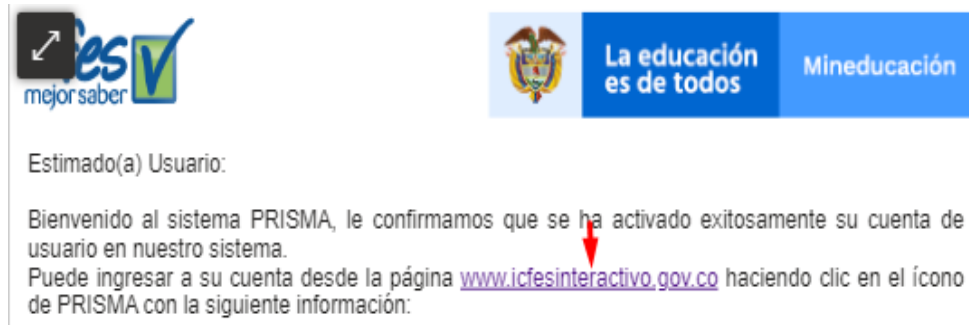 mejor saber
La educación
es de todos
Mineducación
Estimado(a) Usuario:
Bienvenido al sistema PRISMA, le confirmamos que se ha activado exitosamente su cuenta de
usuario en nuestro sistema.
Puede ingresar a su cuenta desde la página www.icfesinteractivo.gov.co haciendo clic en el ícono
de PRISMA con la siguiente información: